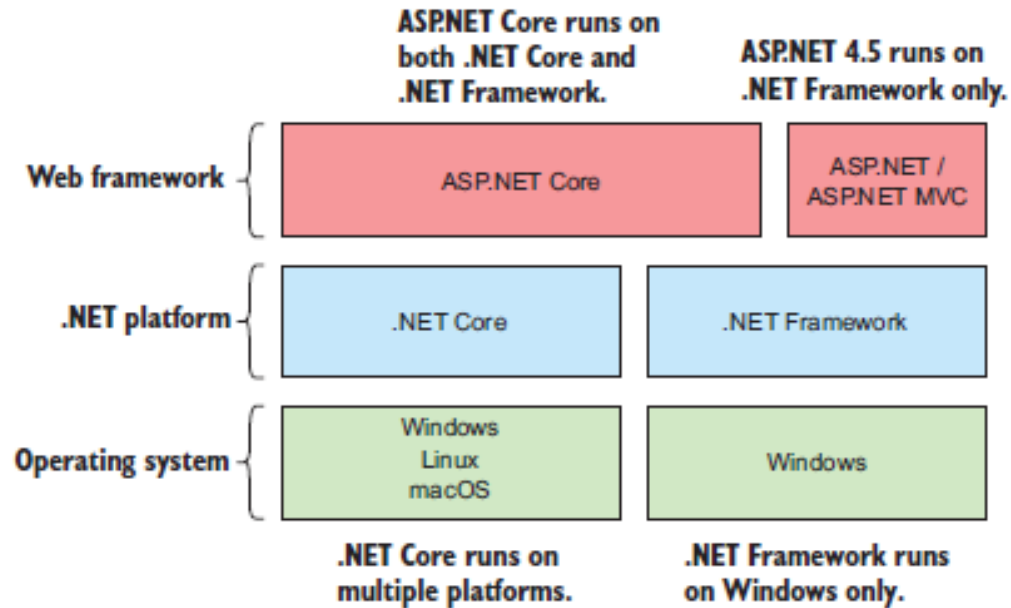 ASP.NET Core runs on
both .NET Core and
.NET Framework.
ASP.NET 4.5 runs on
.NET Framework only.
Web framework
ASP.NET Core
ASP.NET /
ASP.NET MVC
.NET platform
.NET Core
.NET Framework
Operating system
Windows
Linux
macOS
Windows
.NET Core runs on
multiple platforms.
.NET Framework runs
on Windows only.